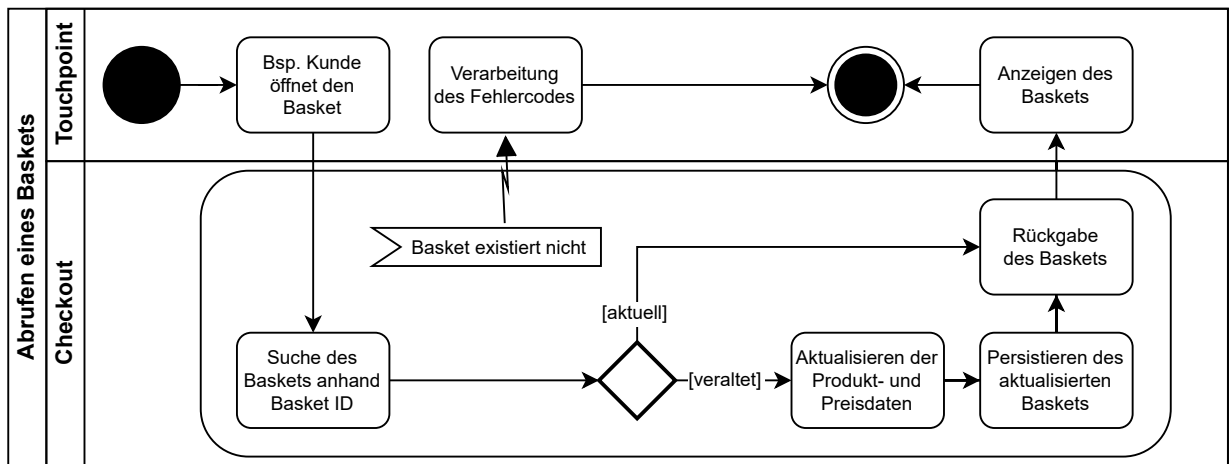 Abrufen eines Baskets
Touchpoint
Bsp. Kunde
öffnet den
Basket
Verarbeitung
des Fehlercodes
Anzeigen des
Baskets
Checkout
Basket existiert nicht
Rückgabe
des Baskets
[aktuell]
Suche des
Baskets anhand
Basket ID
[veraltet]
Aktualisieren der
Produkt- und
Preisdaten
Persistieren des
aktualisierten
Baskets